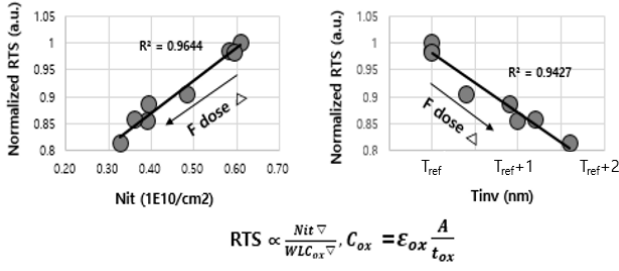 Normalized RTS (a.u.)
1.05
1
0.95
0.9
0.85
0.8
R² = 0.9644
F dose △
0.20 0.30 0.40 0.50 0.60 0.70
Nit (1E10/cm2)
Normalized RTS (a.u.)
1.05
1
0.95
0.9
0.85
0.8
R² = 0.9427
F dose △
Tref Tref+1 Tref+2
Tinv (nm)
RTS ∝ Nit ▽ / WLCox ▽ , Cox = εox A / tox